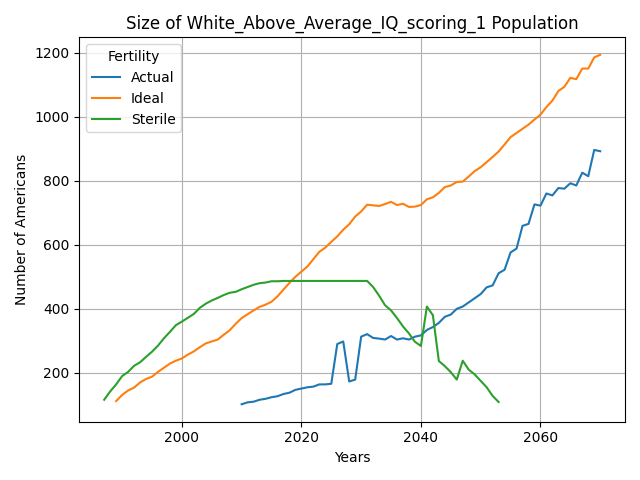 Size of White_Above_Average_IQ_scoring_1 Population
Fertility
Actual
Ideal
Sterile
Number of Americans
1200
1000
800
600
400
200
2000
2020
2040
2060
Years